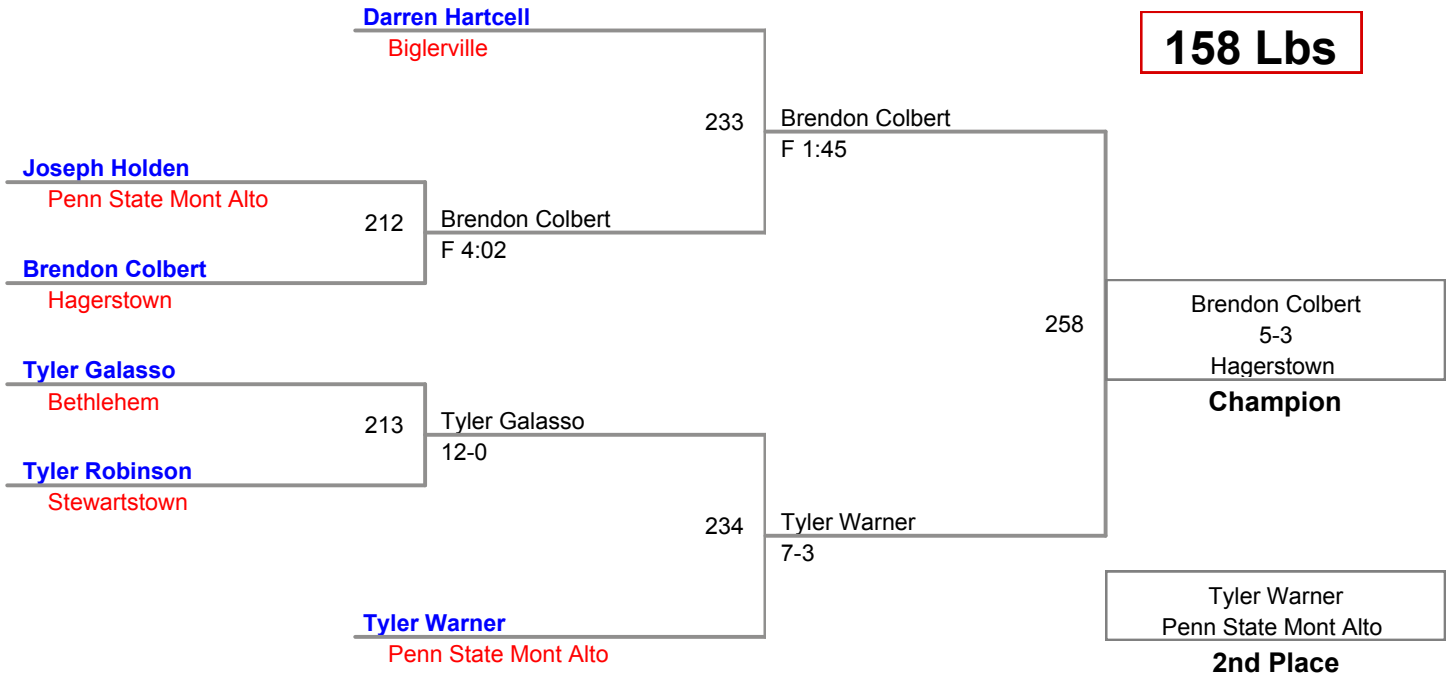 Darren Hartcell
Biglerville
158 Lbs
233
Brendon Colbert
F 1:45
Joseph Holden
Penn State Mont Alto
212
Brendon Colbert
F 4:02
Brendon Colbert
Hagerstown
258
Brendon Colbert
5-3
Hagerstown
Champion
Tyler Galasso
Bethlehem
213
Tyler Galasso
12-0
Tyler Robinson
Stewartstown
234
Tyler Warner
7-3
Tyler Warner
Penn State Mont Alto
Tyler Warner
Penn State Mont Alto
2nd Place